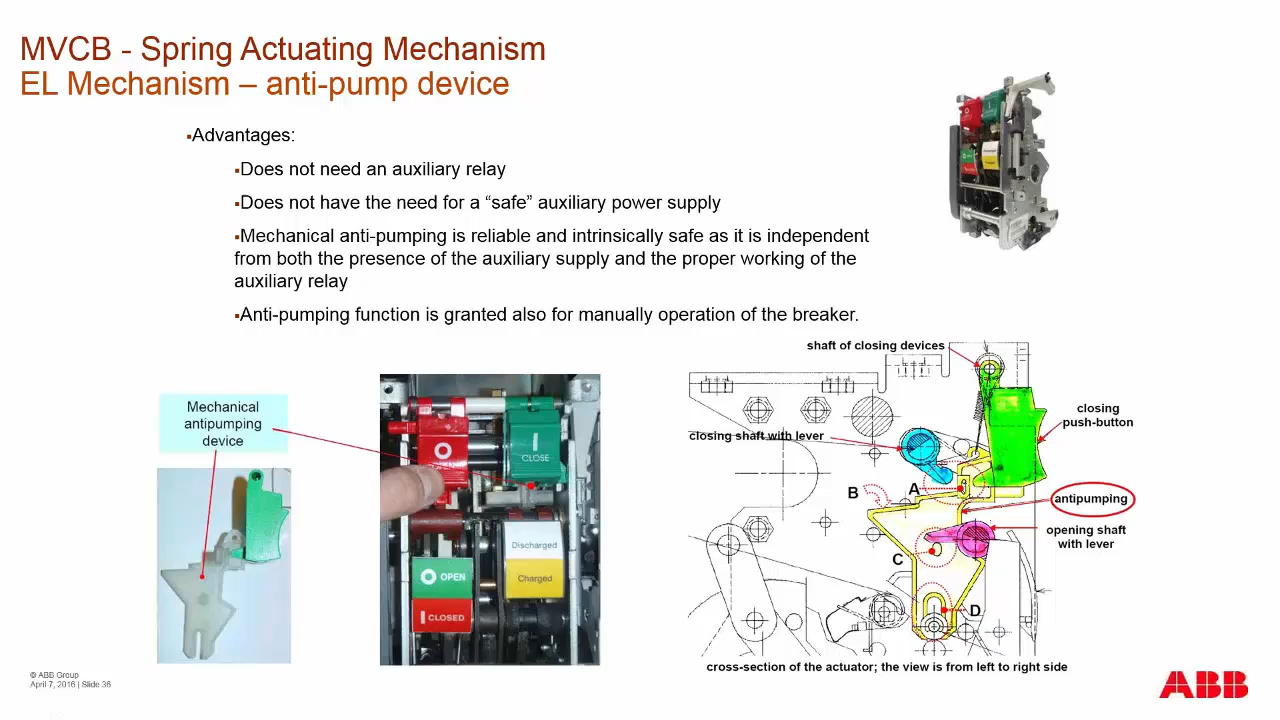 MVCB - Spring Actuating Mechanism
EL Mechanism – anti-pump device
▪Advantages:
▪Does not need an auxiliary relay
▪Does not have the need for a “safe” auxiliary power supply
▪Mechanical anti-pumping is reliable and intrinsically safe as it is independent
from both the presence of the auxiliary supply and the proper working of the
auxiliary relay
▪Anti-pumping function is granted also for manually operation of the breaker.
Mechanical
antipumping
device
CLOSE
Discharged
Charged
OPEN
CLOSED
shaft of closing devices
closing
push-button
closing shaft with lever
A
B
antipumping
opening shaft
with lever
C
D
cross-section of the actuator; the view is from left to right side
© ABB Group
April 7, 2016 | Slide 36
ABB